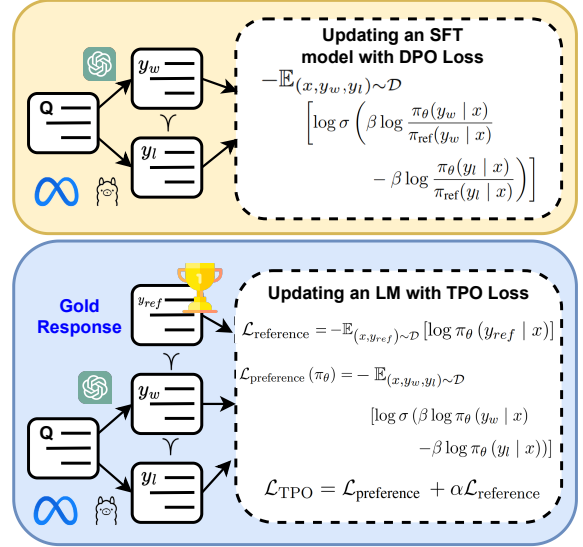 Updating an SFT
model with DPO Loss
−𝔼_{(x,y_w,y_l)∼𝒟}
[log σ (β log π_θ(y_w | x) / π_ref(y_w | x)
− β log π_θ(y_l | x) / π_ref(y_l | x))]
Q
y_w
≻
y_l
Updating an LM with TPO Loss
ℒ_reference = −𝔼_{(x,y_ref)∼𝒟} [log π_θ (y_ref | x)]
ℒ_preference (π_θ) = − 𝔼_{(x,y_w,y_l)∼𝒟}
[log σ (β log π_θ (y_w | x)
−β log π_θ (y_l | x))]
ℒ_TPO = ℒ_preference + αℒ_reference
Gold
Response
y_ref
≻
y_w
≻
y_l
Q